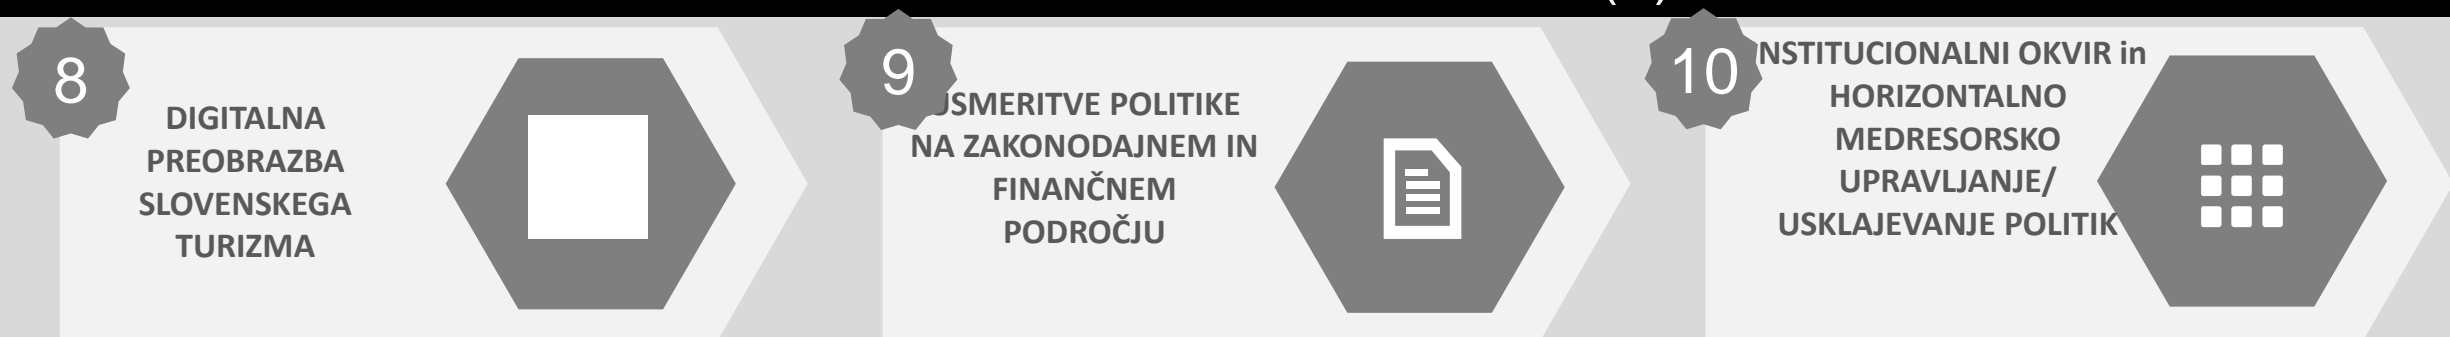 8
DIGITALNA
PREOBRAZBA
SLOVENSKEGA
TURIZMA
9
USMERITVE POLITIKE
NA ZAKONODAJNEM IN
FINANČNEM
PODROČJU
10
NSTITUCIONALNI OKVIR in
HORIZONTALNO
MEDRESORSKO
UPRAVLJANJE/
USKLAJEVANJE POLITIK